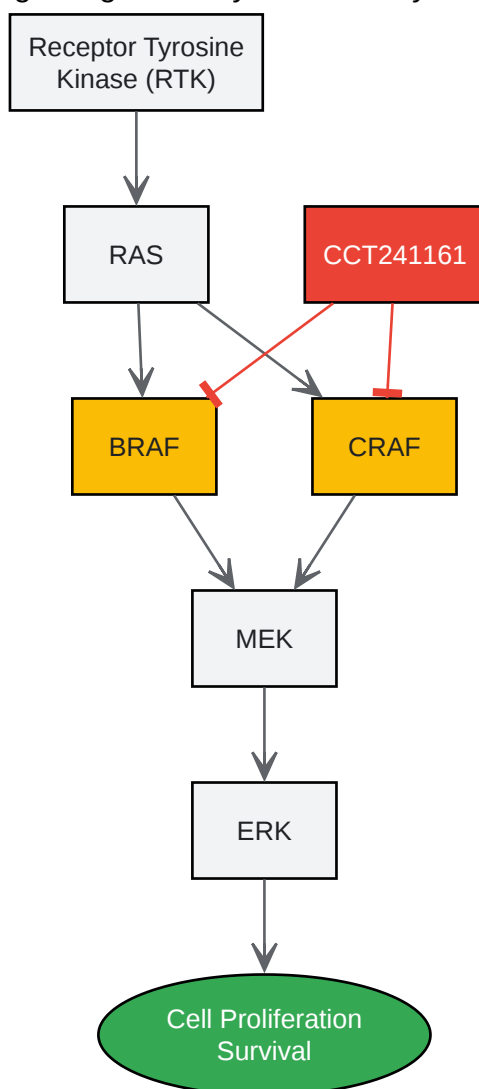 Receptor Tyrosine
Kinase (RTK)
RAS
CCT241161
BRAF
CRAF
MEK
ERK
Cell Proliferation
Survival